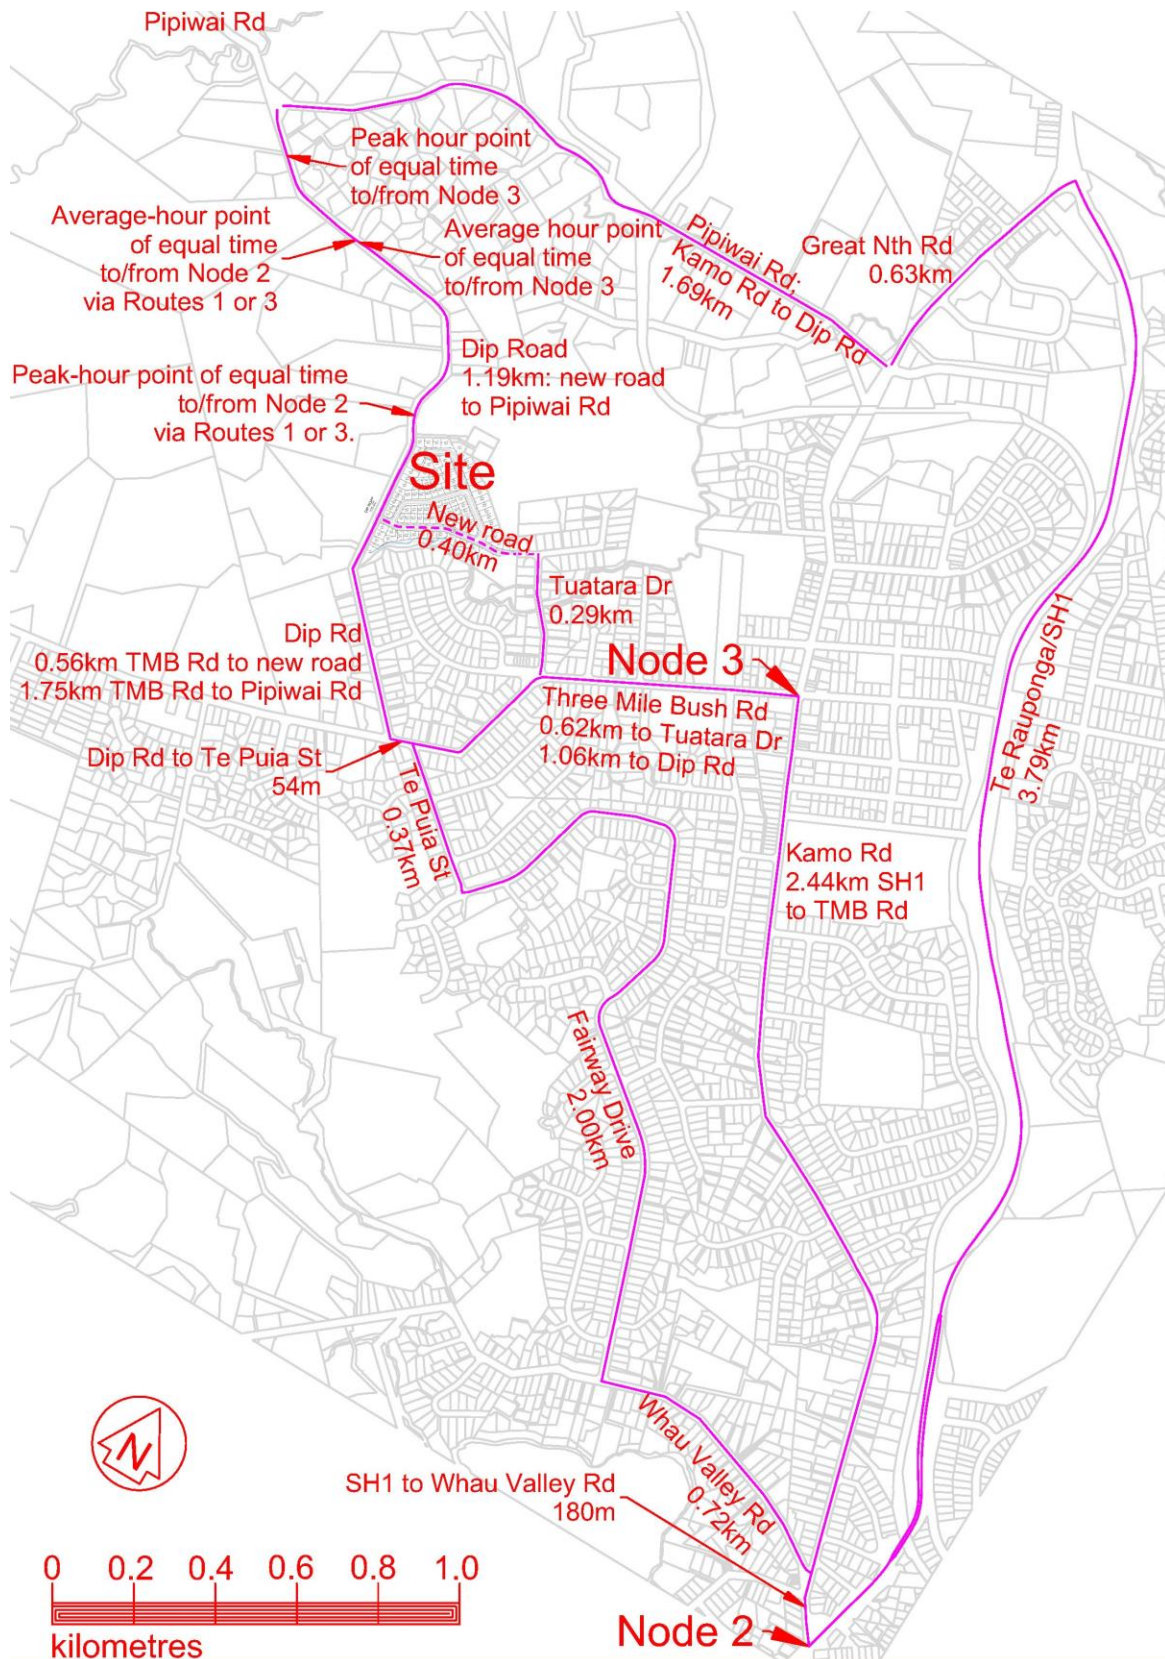 Pipiwai Rd
Peak hour point
of equal time
to/from Node 3
Average-hour point
of equal time
to/from Node 2
via Routes 1 or 3
Average hour point
of equal time
to/from Node 3
Pipiwai Rd:
Kamo Rd to Dip Rd
1.69km
Great Nth Rd
0.63km
Dip Road
1.19km: new road
to Pipiwai Rd
Peak-hour point of equal time
to/from Node 2
via Routes 1 or 3.
Site
New road
0.40km
Tuatara Dr
0.29km
Dip Rd
0.56km TMB Rd to new road
1.75km TMB Rd to Pipiwai Rd
Node 3
Three Mile Bush Rd
0.62km to Tuatara Dr
1.06km to Dip Rd
Te Rauponga/SH1
3.79km
Dip Rd to Te Puia St
54m
Te Puia St
0.37km
Kamo Rd
2.44km SH1
to TMB Rd
Fairway Drive
2.00km
Whau Valley Rd
0.72km
N
SH1 to Whau Valley Rd
180m
0 0.2 0.4 0.6 0.8 1.0
kilometres
Node 2